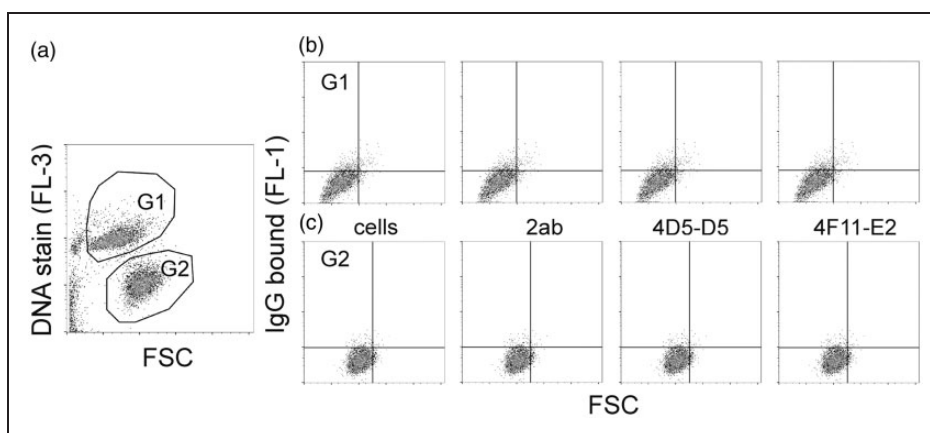 (a)
DNA stain (FL-3)
G1
G2
FSC
(b)
IgG bound (FL-1)
G1
cells 2ab 4D5-D5 4F11-E2
(c)
G2
FSC